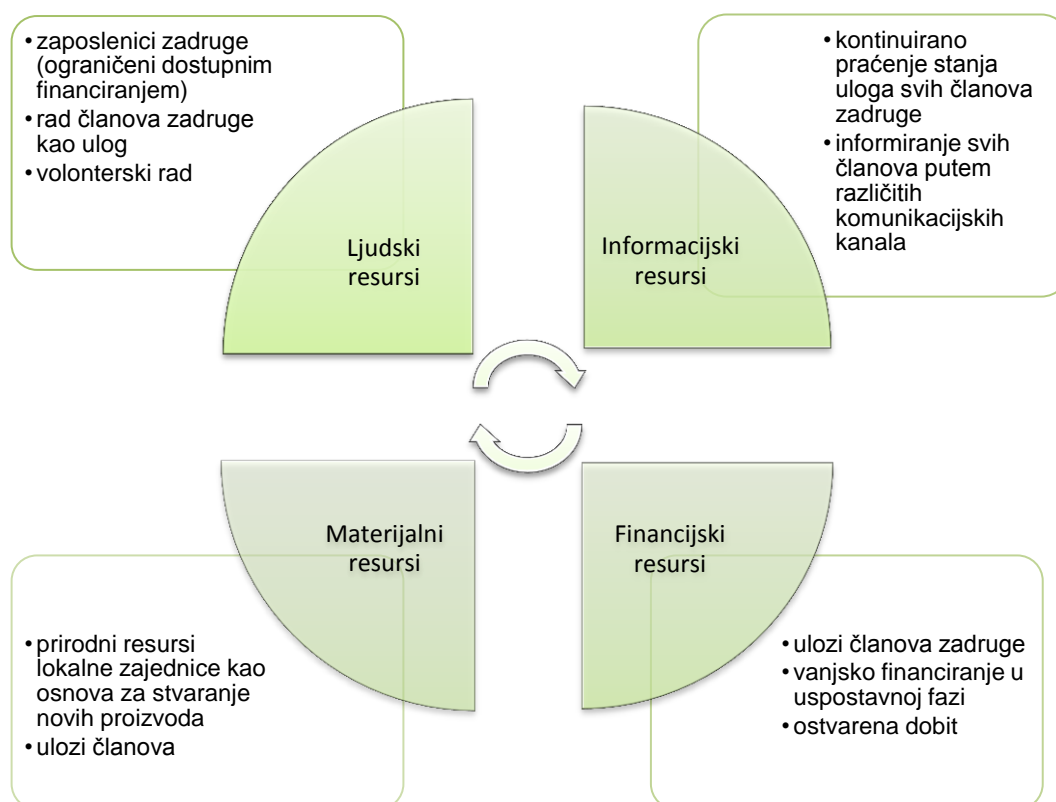 • zaposlenici zadruge
(ograničeni dostupnim
financiranjem)
• rad članova zadruge
kao ulog
• volonterski rad
• kontinuirano
praćenje stanja
uloga svih članova
zadruge
• informiranje svih
članova putem
različitih
komunikacijskih
kanala
Ljudski
resursi
Informacijski
resursi
Materijalni
resursi
Financijski
resursi
• prirodni resursi
lokalne zajednice kao
osnova za stvaranje
novih proizvoda
• ulozi članova
• ulozi članova zadruge
• vanjsko financiranje u
uspostavnoj fazi
• ostvarena dobit